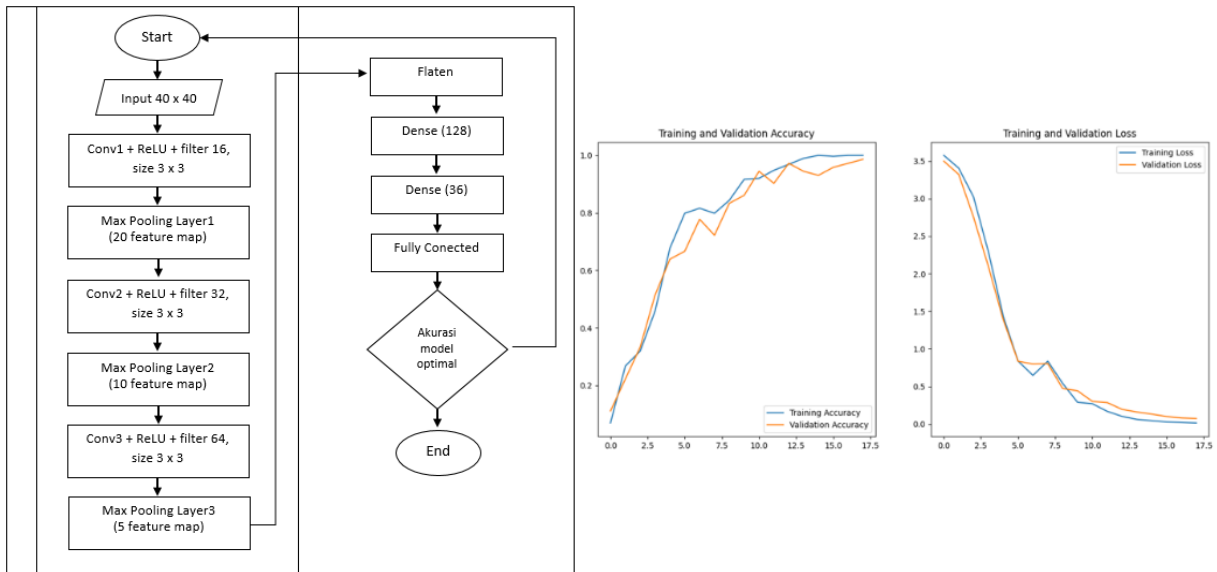 Start
Input 40 x 40
Conv1 + ReLU + filter 16,
size 3 x 3
Max Pooling Layer1
(20 feature map)
Conv2 + ReLU + filter 32,
size 3 x 3
Max Pooling Layer2
(10 feature map)
Conv3 + ReLU + filter 64,
size 3 x 3
Max Pooling Layer3
(5 feature map)
Flaten
Dense (128)
Dense (36)
Fully Conected
Akurasi
model
optimal
End
Training and Validation Accuracy
1.0
0.8
0.6
0.4
0.2
Training Accuracy
Validation Accuracy
0.0 2.5 5.0 7.5 10.0 12.5 15.0 17.5
Training and Validation Loss
Training Loss
Validation Loss
3.5
3.0
2.5
2.0
1.5
1.0
0.5
0.0
0.0 2.5 5.0 7.5 10.0 12.5 15.0 17.5